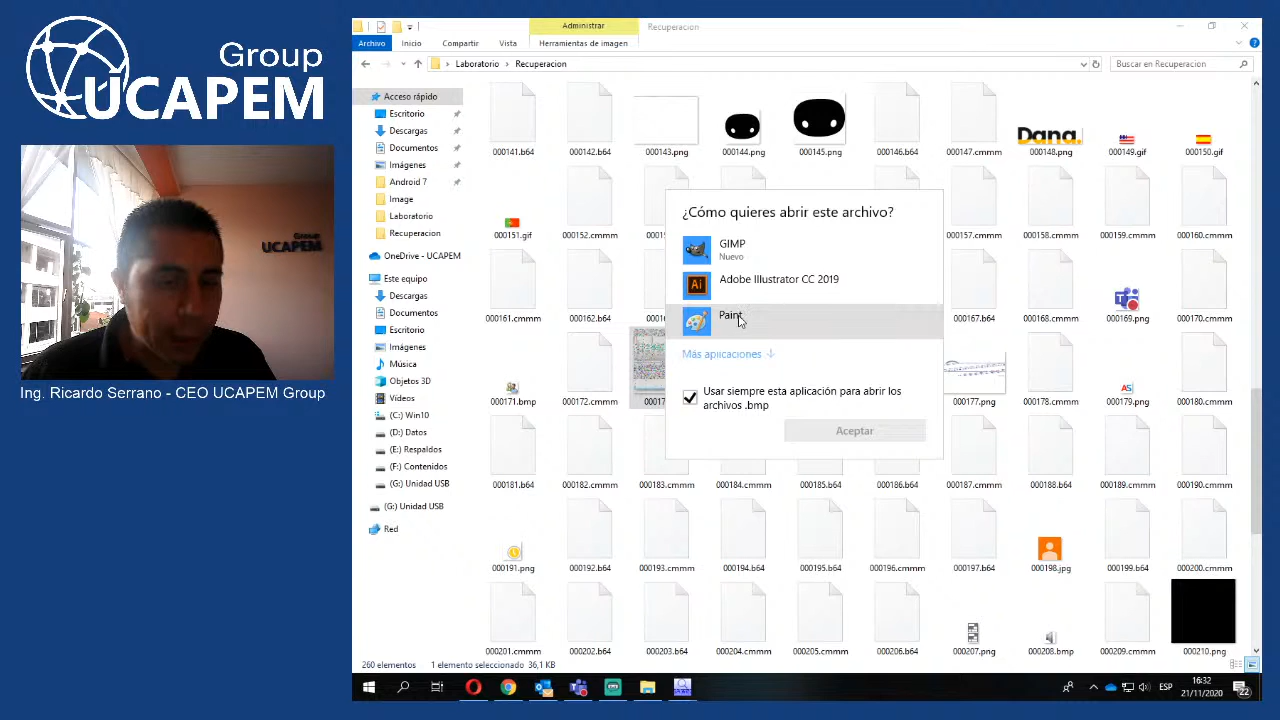 Group
UCAPEM
Group
UCAPEM
Ing. Ricardo Serrano - CEO UCAPEM Group
Administrar
Recuperacion
Archivo
Inicio
Compartir
Vista
Herramientas de imagen
Laboratorio
Recuperacion
Buscar en Recuperacion
Acceso rápido
Escritorio
Descargas
Documentos
Imágenes
Android 7
Image
Laboratorio
Recuperacion
OneDrive - UCAPEM
Este equipo
Descargas
Documentos
Escritorio
Imágenes
Música
Objetos 3D
Vídeos
(C:) Win10
(D:) Datos
(E:) Respaldos
(F:) Contenidos
(G:) Unidad USB
(G:) Unidad USB
Red
Dana.
000141.b64 000142.b64 000143.png 000144.png 000145.png 000146.b64 000147.cmmm 000148.png 000149.gif 000150.gif
000151.gif 000152.cmmm 000157.cmmm 000158.cmmm 000159.cmmm 000160.cmmm
000161.cmmm 000162.b64 000167.b64 000168.cmmm 000169.png 000170.cmmm
AS
000171.bmp 000172.cmmm 000177.png 000178.cmmm 000179.png 000180.cmmm
000181.b64 000182.cmmm 000183.cmmm 000184.cmmm 000185.b64 000186.b64 000187.cmmm 000188.b64 000189.cmmm 000190.cmmm
000191.png 000192.b64 000193.cmmm 000194.b64 000195.b64 000196.cmmm 000197.b64 000198.jpg 000199.b64 000200.cmmm
000201.cmmm 000202.b64 000203.b64 000204.cmmm 000205.cmmm 000206.b64 000207.png 000208.bmp 000209.cmmm 000210.png
¿Cómo quieres abrir este archivo?
GIMP
Nuevo
Ai
Adobe Illustrator CC 2019
Paint
Más aplicaciones
Usar siempre esta aplicación para abrir los
archivos .bmp
Aceptar
260 elementos
1 elemento seleccionado 36,1 KB
ESP
16:32
21/11/2020
22